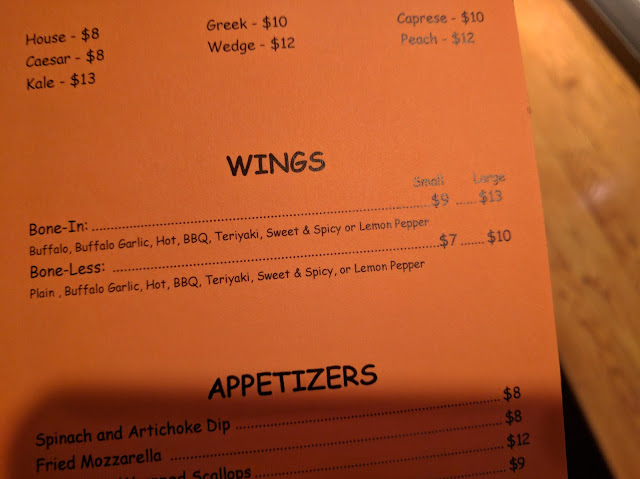 House - $8 Greek - $10 Caprese - $10
Caesar - $8 Wedge - $12 Peach - $12
Kale - $13
WINGS
Small Large
Bone-In: ........ $9 ...... $13
Buffalo, Buffalo Garlic, Hot, BBQ, Teriyaki, Sweet & Spicy or Lemon Pepper
Bone-Less: ........ $7 ....... $10
Plain , Buffalo Garlic, Hot, BBQ, Teriyaki, Sweet & Spicy, or Lemon Pepper
APPETIZERS
Spinach and Artichoke Dip ........ $8
Fried Mozzarella ........ $8
Scallops ........ $12
$9